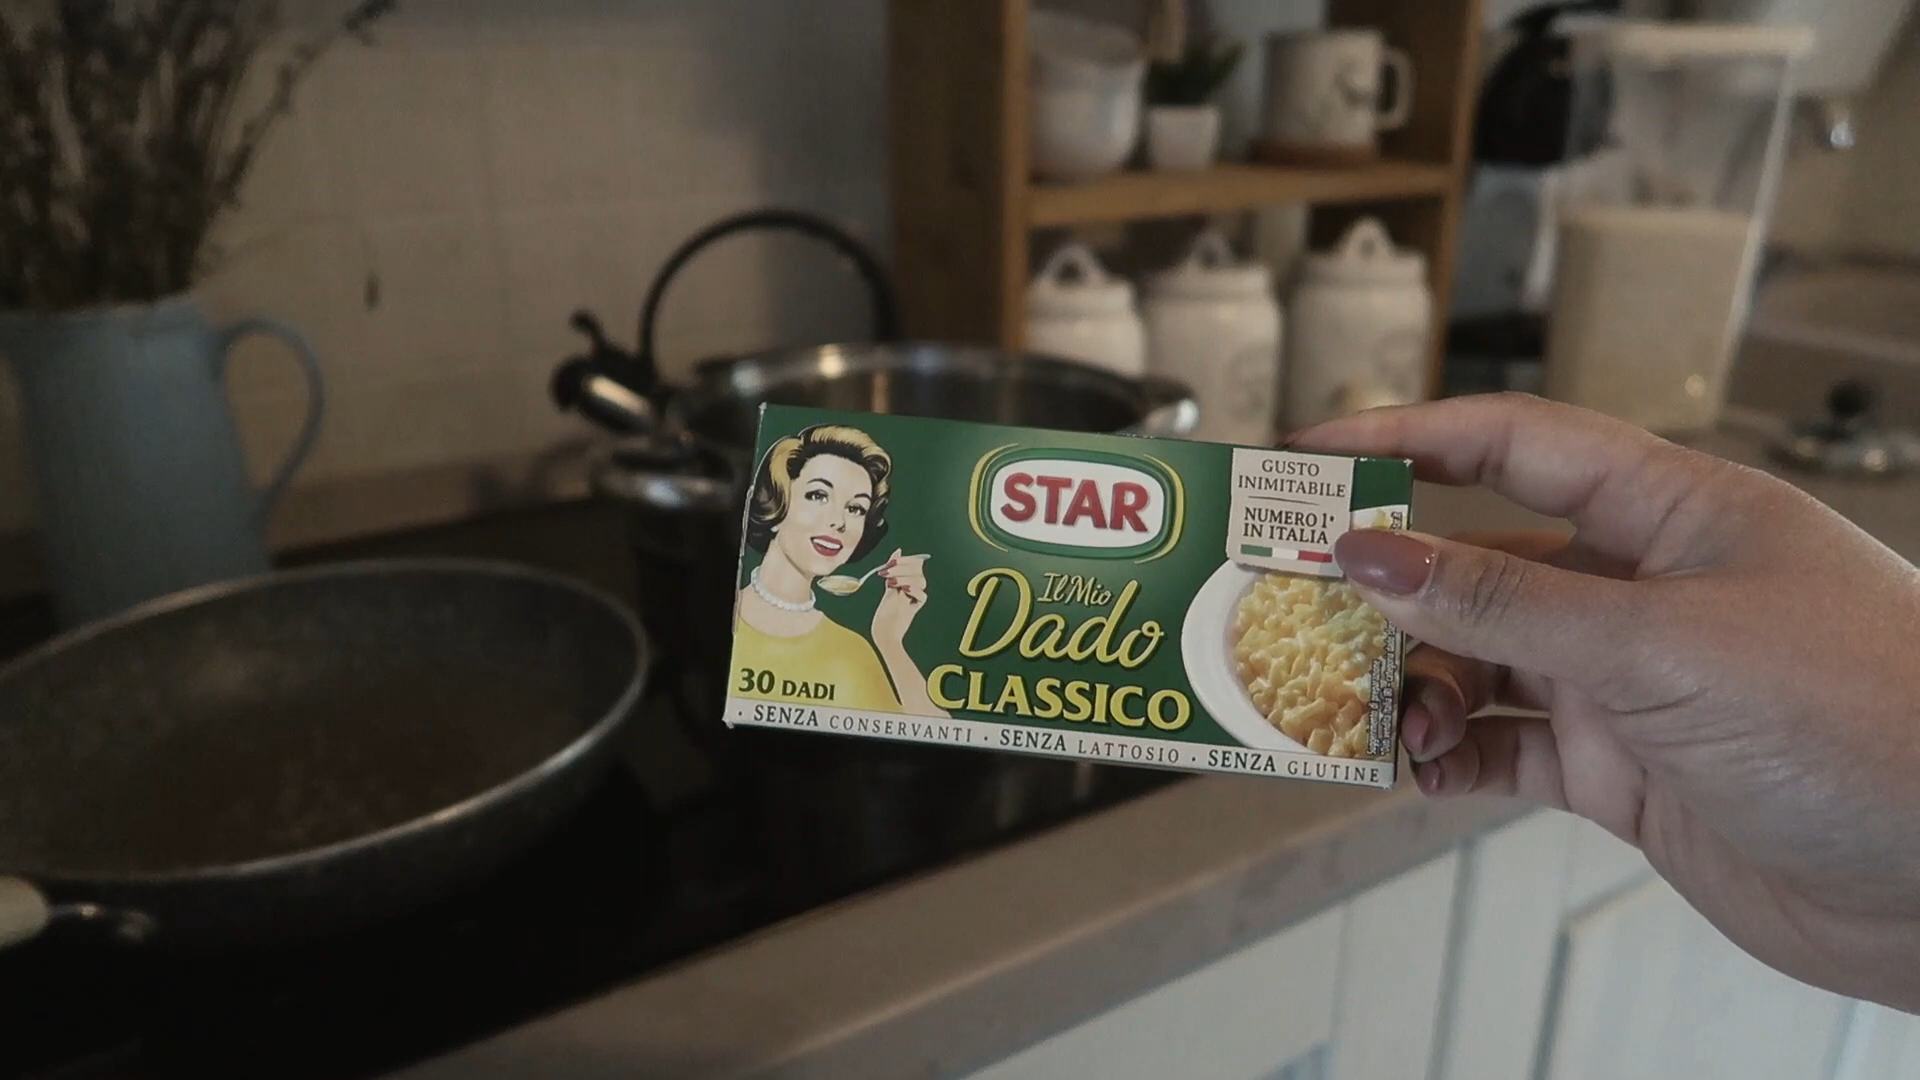 STAR
Il Mio
Dado
CLASSICO
GUSTO
INIMITABILE
NUMERO 1*
IN ITALIA
30 DADI
• SENZA CONSERVANTI • SENZA LATTOSIO • SENZA GLUTINE